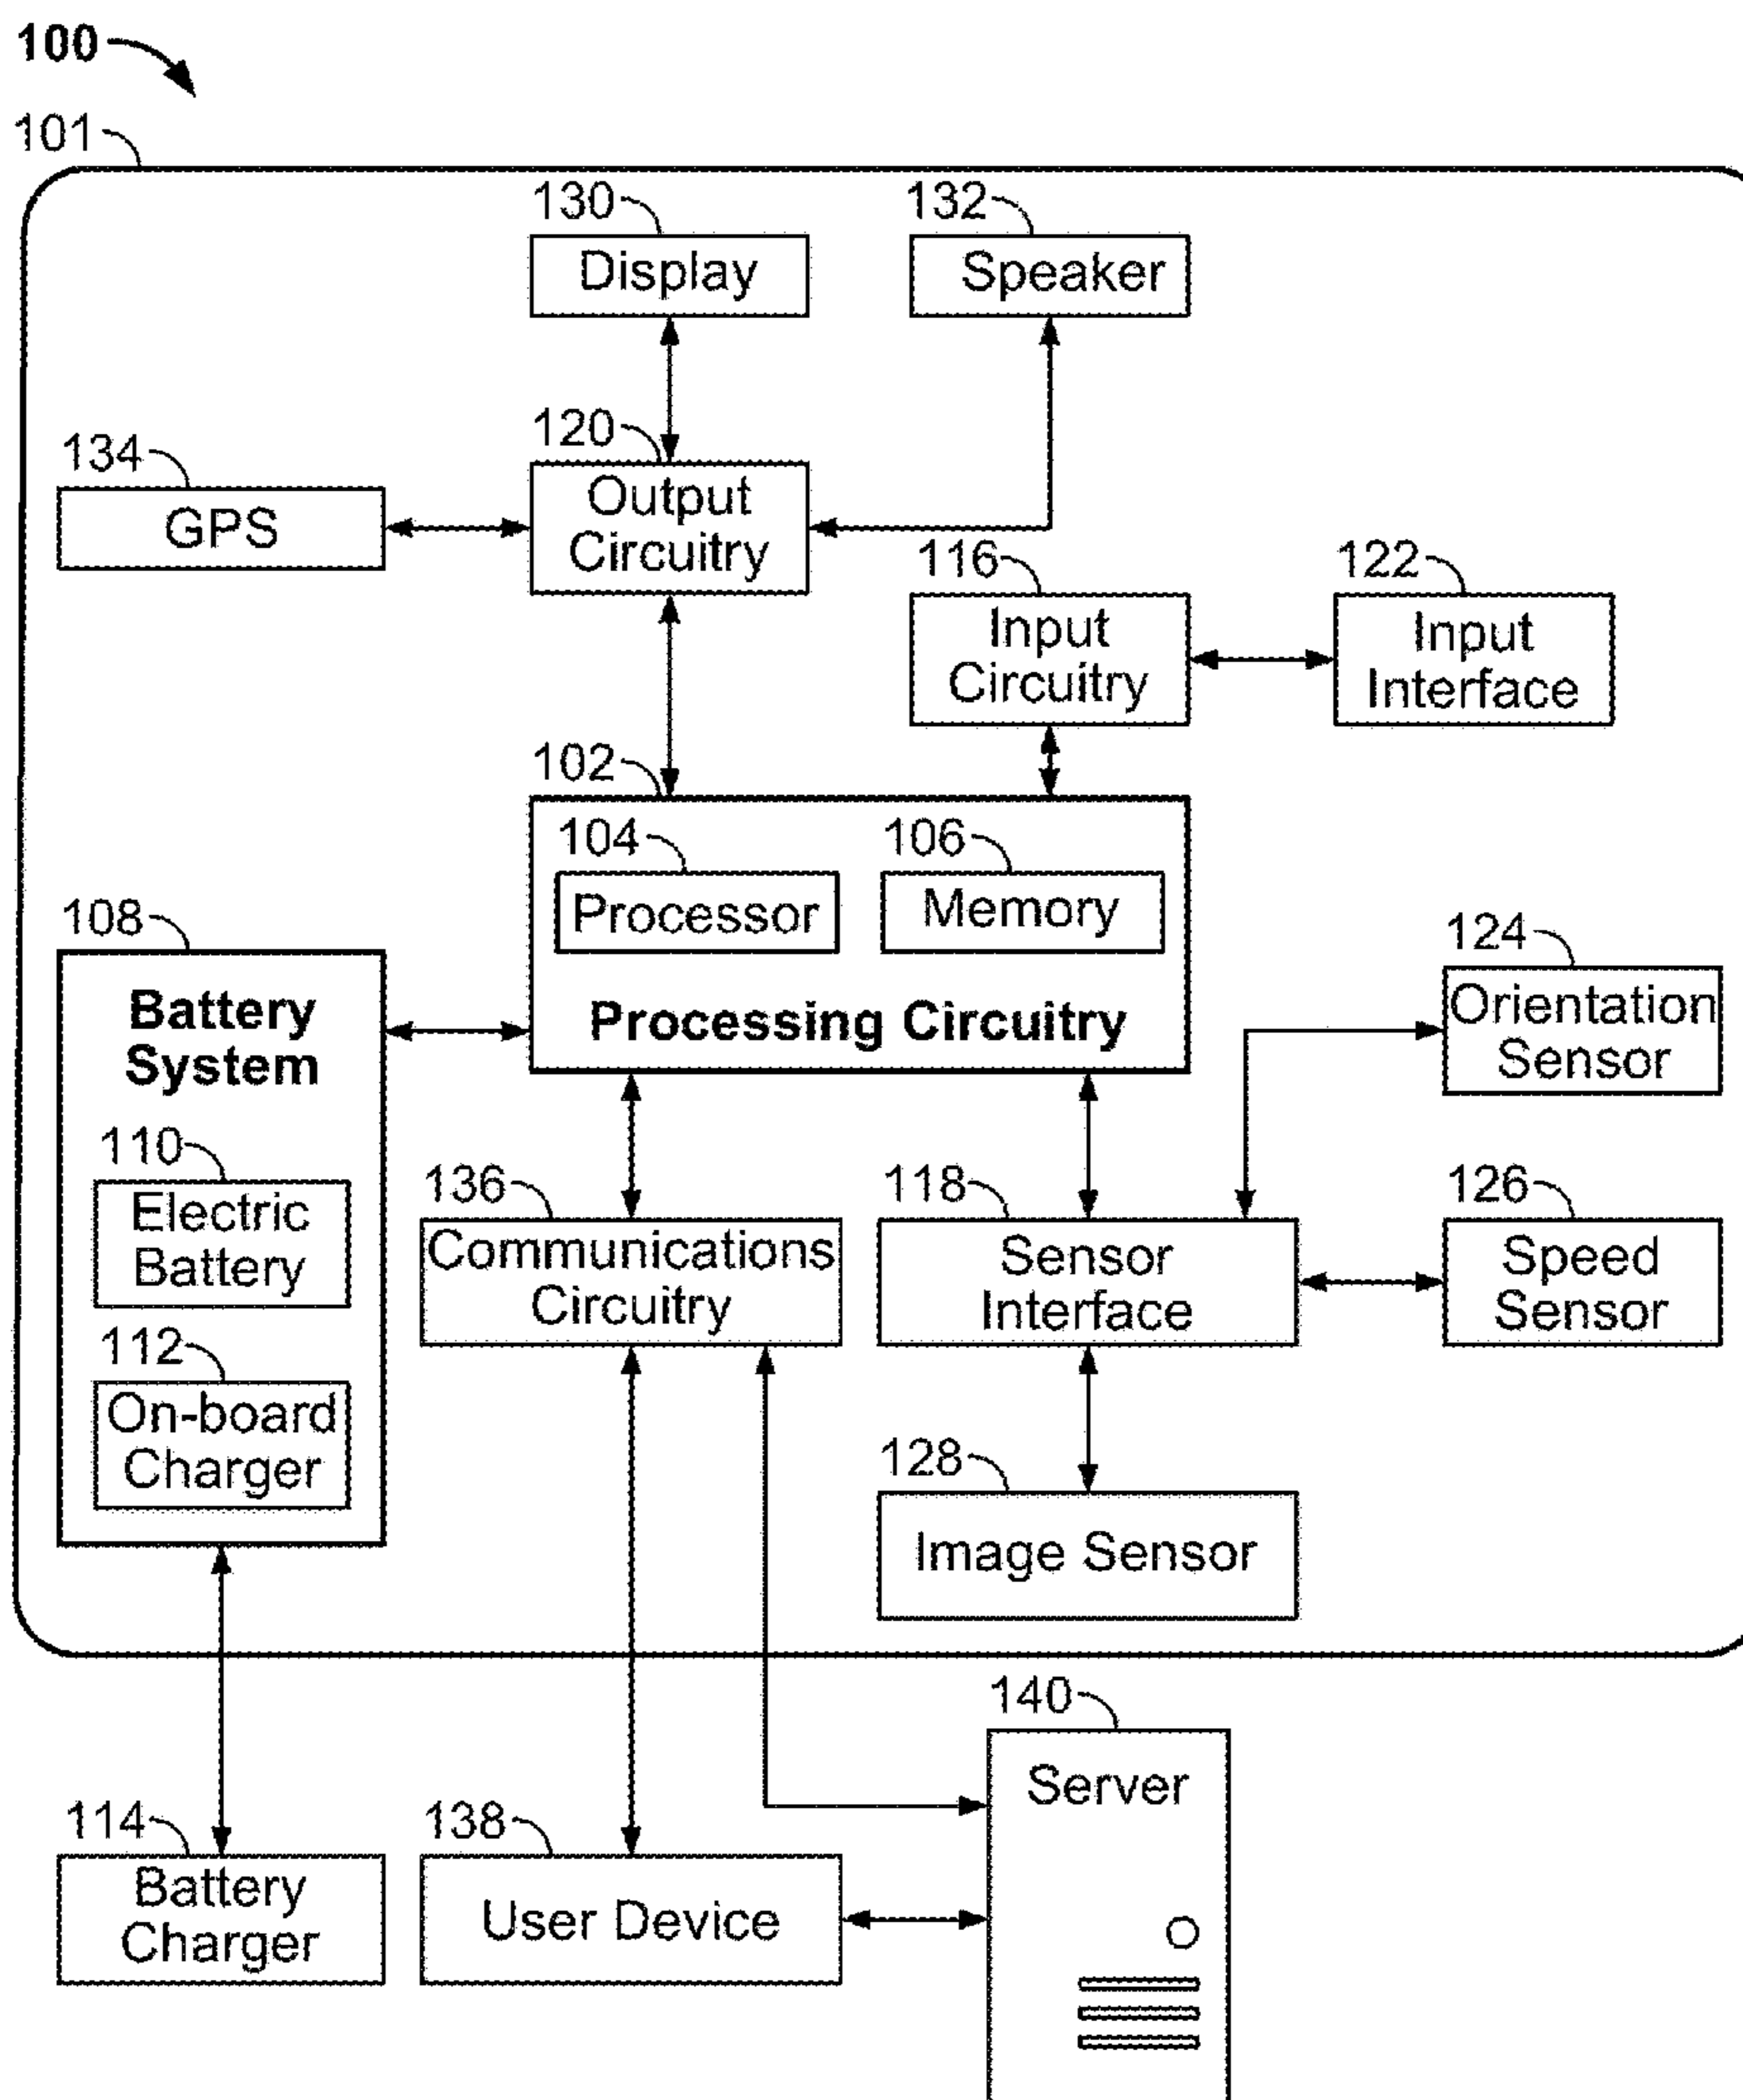 100
101
130
Display
132
Speaker
134
GPS
120
Output
Circuitry
116
Input
Circuitry
122
Input
Interface
102
104
Processor
106
Memory
Processing Circuitry
108
Battery
System
110
Electric
Battery
112
On-board
Charger
124
Orientation
Sensor
136
Communications
Circuitry
118
Sensor
Interface
126
Speed
Sensor
128
Image Sensor
140
Server
114
Battery
Charger
138
User Device